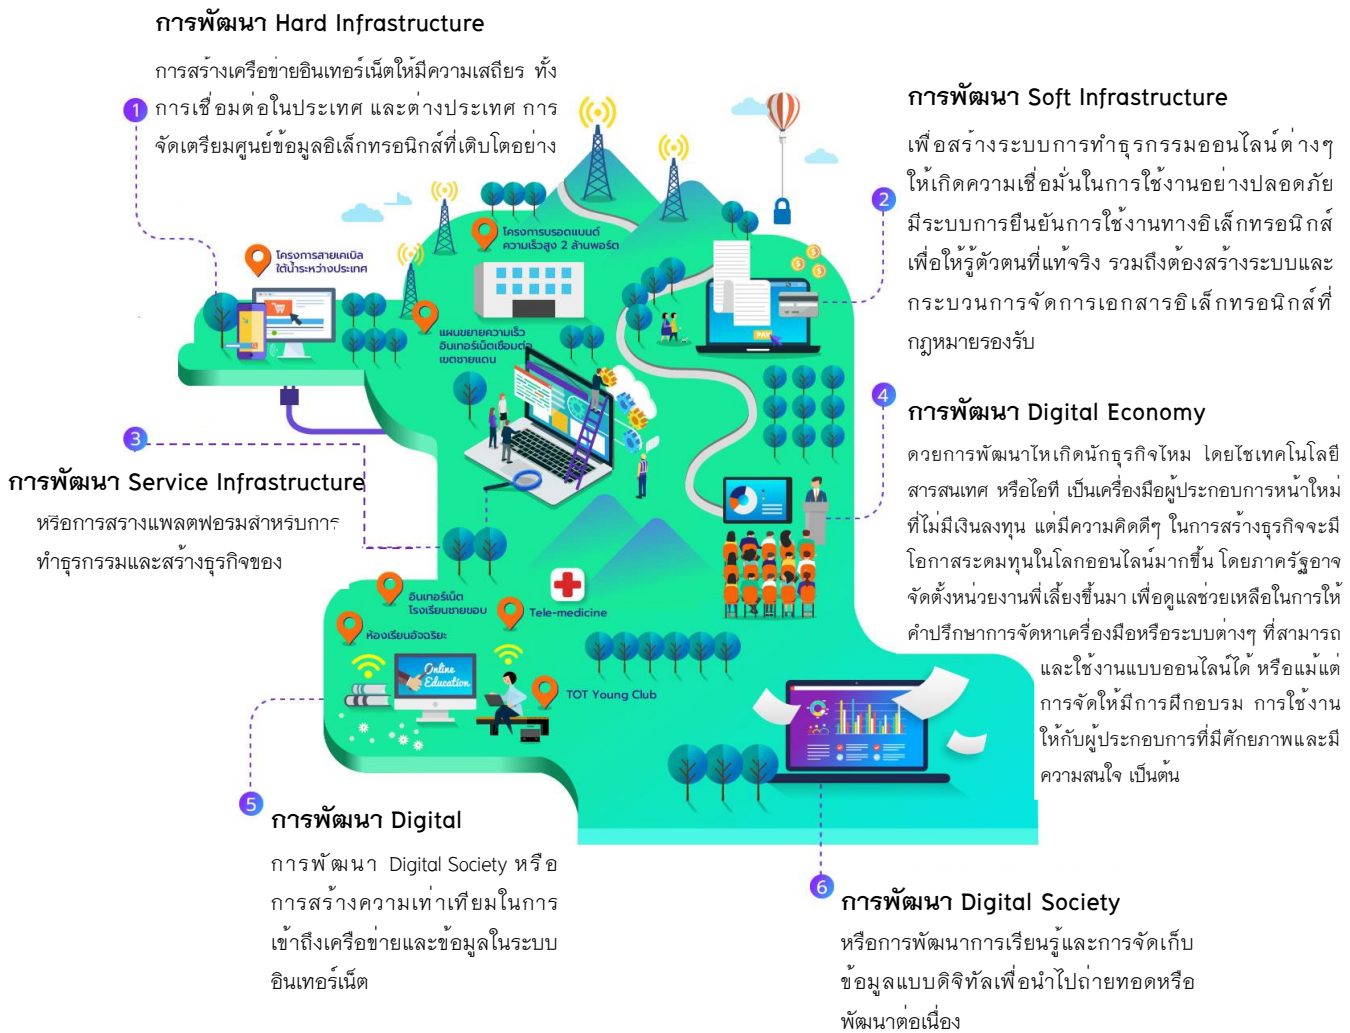 การพัฒนา Hard Infrastructure
การสร้างเครือข่ายอินเทอร์เน็ตให้มีความเสถียร ทั้ง
การเชื่อมต่อในประเทศ และต่างประเทศ การ
จัดเตรียมศูนย์ข้อมูลอิเล็กทรอนิกส์ที่เติบโตอย่าง
1
การพัฒนา Soft Infrastructure
เพื่อสร้างระบบการทำธุรกรรมออนไลน์ต่างๆ
ให้เกิดความเชื่อมั่นในการใช้งานอย่างปลอดภัย
มีระบบการยืนยันการใช้งานทางอิเล็กทรอนิกส์
เพื่อให้รู้ตัวตนที่แท้จริง รวมถึงต้องสร้างระบบและ
กระบวนการจัดการเอกสารอิเล็กทรอนิกส์ที่
กฎหมายรองรับ
2
โครงการสายเคเบิล
ใต้น้ำระหว่างประเทศ
โครงการบรอดแบนด์
ความเร็วสูง 2 ล้านพอร์ต
แผนขยายความเร็ว
อินเทอร์เน็ตเชื่อมต่อ
เขตชายแดน
PAY
3
การพัฒนา Service Infrastructure
หรือการสรางแพลตฟอรมสำหรับการ
ทำธุรกรรมและสร้างธุรกิจของ
4
การพัฒนา Digital Economy
ดวยการพัฒนาไหเกิดนักธุรกิจไหม โดยไชเทคโนโลยี
สารสนเทศ หรือไอที เป็นเครื่องมือผู้ประกอบการหน้าใหม่
ที่ไม่มีเงินลงทุน แต่มีความคิดดีๆ ในการสร้างธุรกิจจะมี
โอกาสระดมทุนในโลกออนไลน์มากขึ้น โดยภาครัฐอาจ
จัดตั้งหน่วยงานที่เลี้ยงขึ้นมา เพื่อดูแลช่วยเหลือในการให้
คำปรึกษาการจัดหาเครื่องมือหรือระบบต่างๆ ที่สามารถ
และใช้งานแบบออนไลน์ได้ หรือแม้แต่
การจัดให้มีการฝึกอบรม การใช้งาน
ให้กับผู้ประกอบการที่มีศักยภาพและมี
ความสนใจ เป็นต้น
อินเทอร์เน็ต
โรงเรียนชายขอบ
Tele-medicine
ห้องเรียนอัจฉริยะ
Online
Education
TOT Young Club
5
การพัฒนา Digital
การพัฒนา Digital Society หรือ
การสร้างความเท่าเทียมในการ
เข้าถึงเครือข่ายและข้อมูลในระบบ
อินเทอร์เน็ต
6
การพัฒนา Digital Society
หรือการพัฒนาการเรียนรู้และการจัดเก็บ
ข้อมูลแบบดิจิทัลเพื่อนำไปถ่ายทอดหรือ
พัฒนาต่อเนื่อง